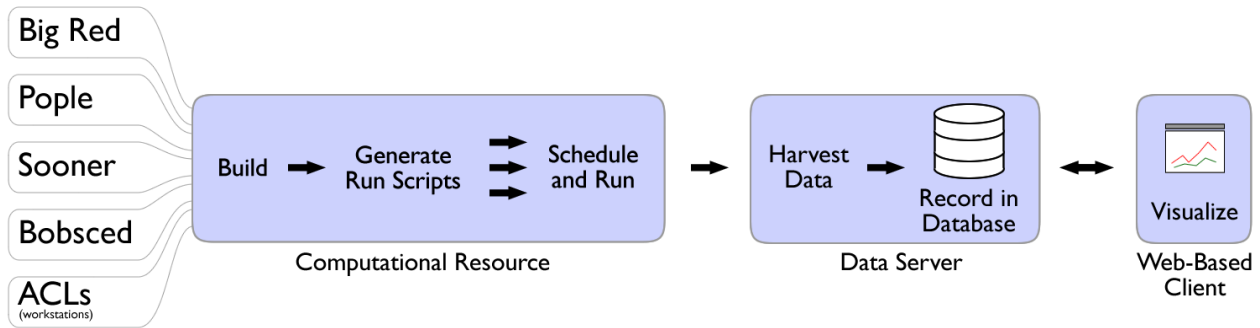 Big Red
Pople
Sooner
Bobsced
ACLs
(workstations)
Build
Generate
Run Scripts
Schedule
and Run
Computational Resource
Harvest
Data
Record in
Database
Data Server
Visualize
Web-Based
Client